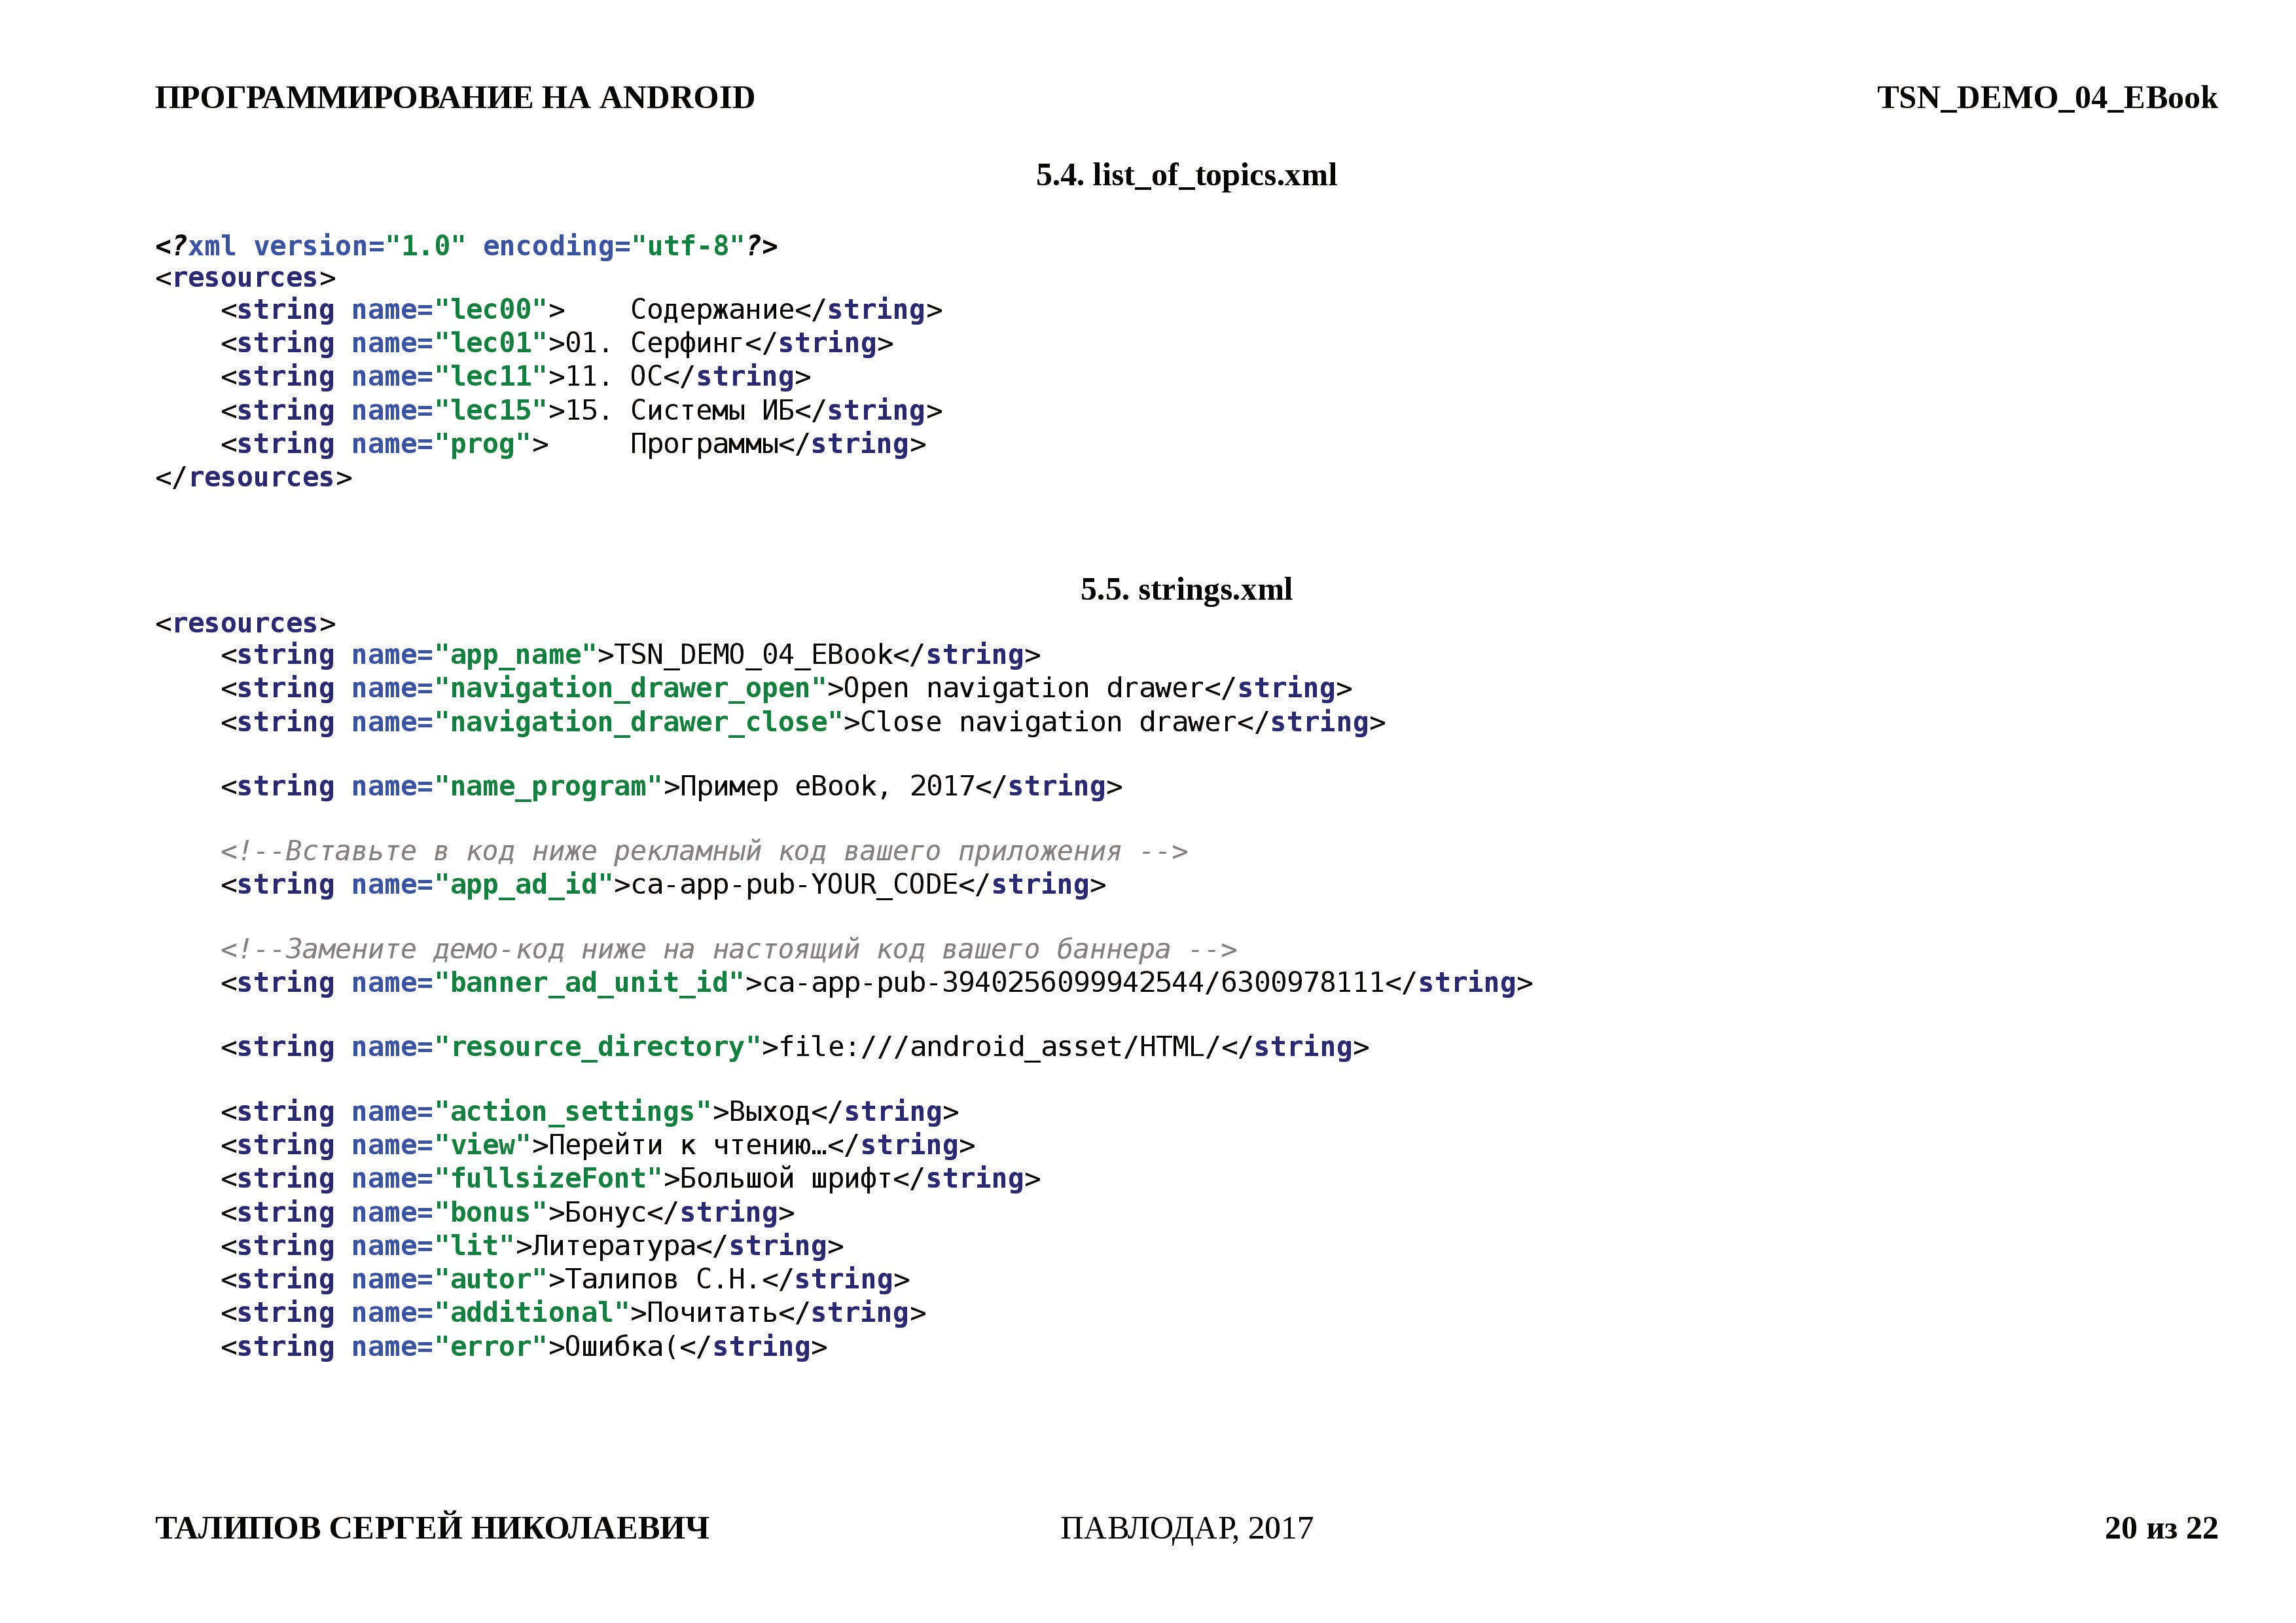 ПРОГРАММИРОВАНИЕ НА ANDROID TSN_DEMO_04_EBook
5.4. list_of_topics.xml
<?xml version="1.0" encoding="utf-8"?>
<resources>
    <string name="lec00">    Содержание</string>
    <string name="lec01">01. Серфинг</string>
    <string name="lec11">11. ОС</string>
    <string name="lec15">15. Системы ИБ</string>
    <string name="prog">     Программы</string>
</resources>
5.5. strings.xml
<resources>
    <string name="app_name">TSN_DEMO_04_EBook</string>
    <string name="navigation_drawer_open">Open navigation drawer</string>
    <string name="navigation_drawer_close">Close navigation drawer</string>
    <string name="name_program">Пример eBook, 2017</string>
    <!--Вставьте в код ниже рекламный код вашего приложения -->
    <string name="app_ad_id">ca-app-pub-YOUR_CODE</string>
    <!--Замените демо-код ниже на настоящий код вашего баннера -->
    <string name="banner_ad_unit_id">ca-app-pub-3940256099942544/6300978111</string>
    <string name="resource_directory">file:///android_asset/HTML/</string>
    <string name="action_settings">Выход</string>
    <string name="view">Перейти к чтению…</string>
    <string name="fullsizeFont">Большой шрифт</string>
    <string name="bonus">Бонус</string>
    <string name="lit">Литература</string>
    <string name="autor">Талипов С.Н.</string>
    <string name="additional">Почитать</string>
    <string name="error">Ошибка(</string>
ТАЛИПОВ СЕРГЕЙ НИКОЛАЕВИЧ ПАВЛОДАР, 2017 20 из 22